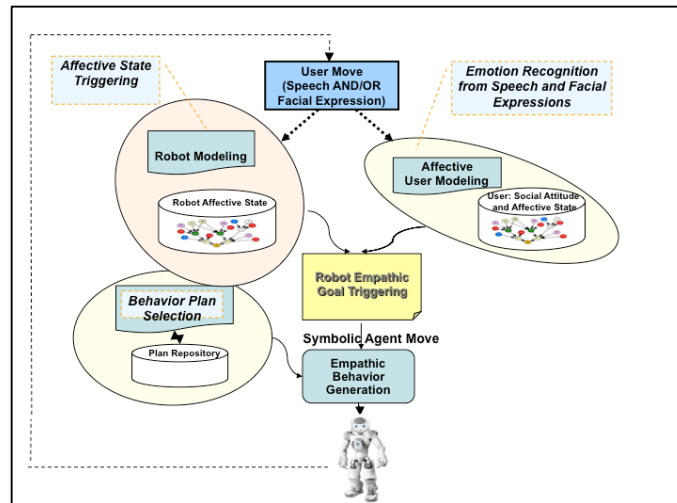 Affective State
Triggering
User Move
(Speech AND/OR
Facial Expression)
Emotion Recognition
from Speech and Facial
Expressions
Robot Modeling
Affective
User Modeling
Robot Affective State
User: Social Attitude
and Affective State
Robot Empathic
Goal Triggering
Behavior Plan
Selection
Plan Repository
Symbolic Agent Move
Empathic
Behavior
Generation